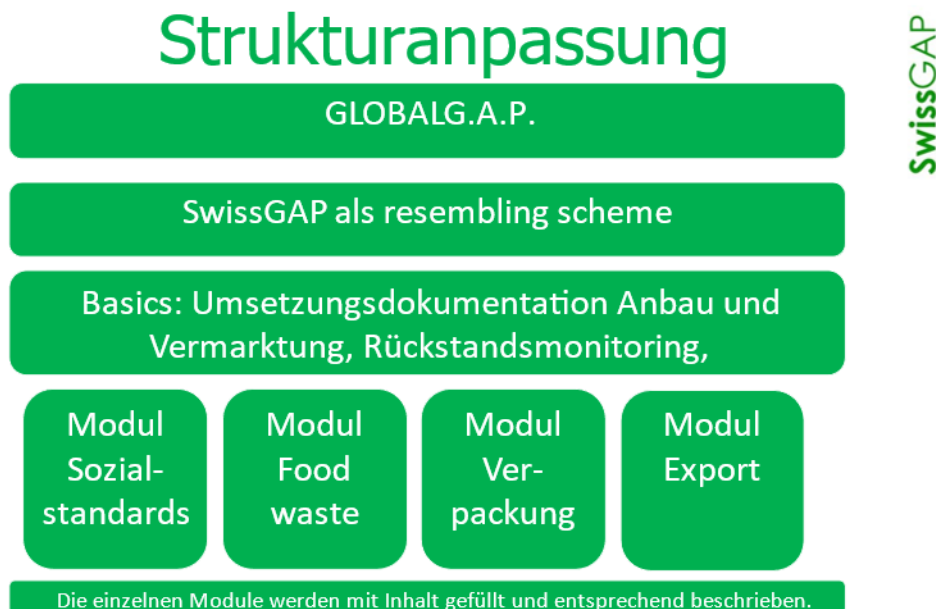 Strukturanpassung
SwissGAP
GLOBALG.A.P.
SwissGAP als resembling scheme
Basics: Umsetzungsdokumentation Anbau und
Vermarktung, Rückstandsmonitoring,
Modul
Sozial-
standards
Modul
Food
waste
Modul
Ver-
packung
Modul
Export
Die einzelnen Module werden mit Inhalt gefüllt und entsprechend beschrieben.